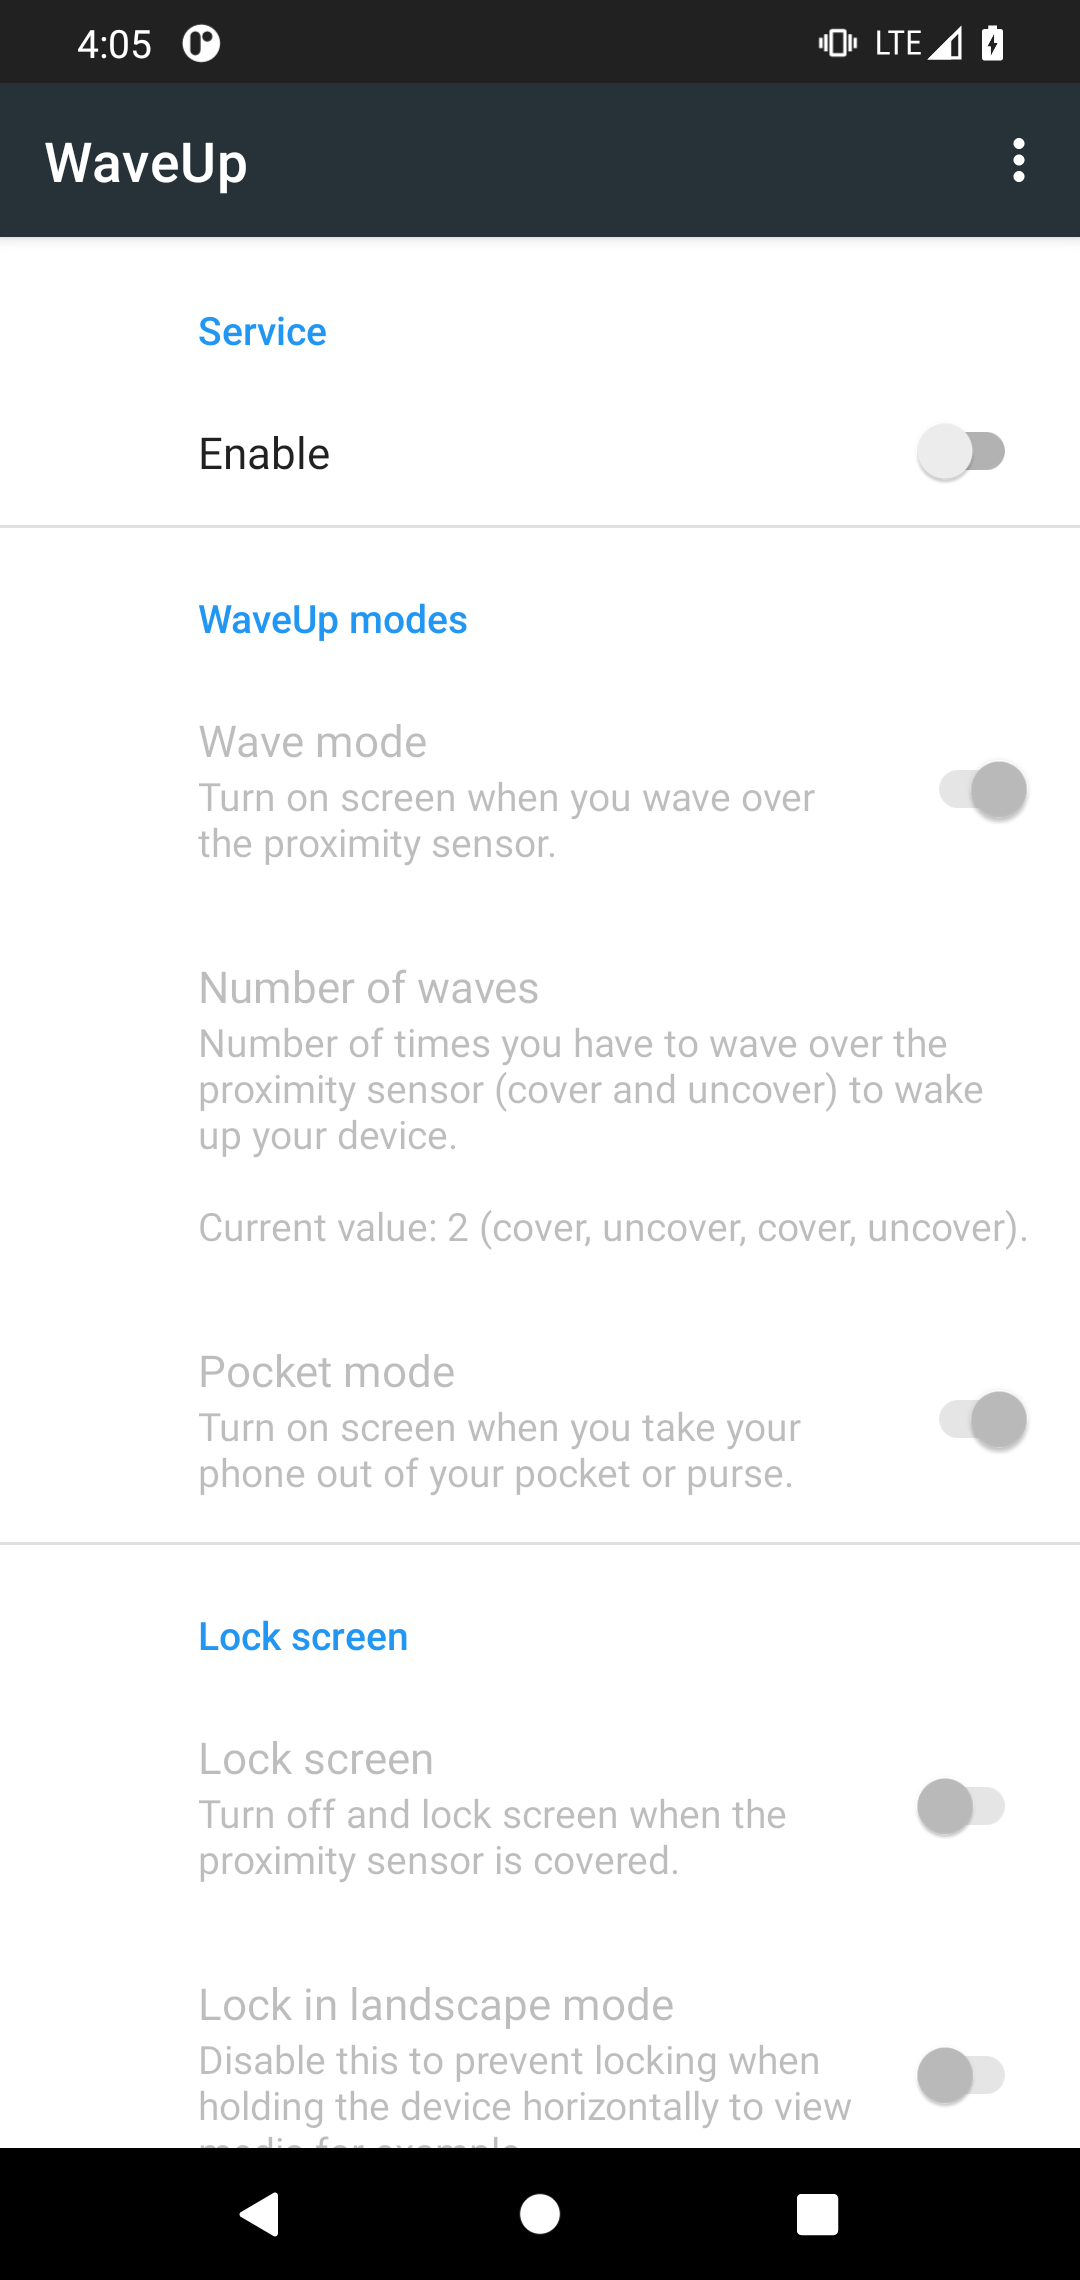 4:05
LTE
WaveUp
Service
Enable
WaveUp modes
Wave mode
Turn on screen when you wave over
the proximity sensor.
Number of waves
Number of times you have to wave over the
proximity sensor (cover and uncover) to wake
up your device.
Current value: 2 (cover, uncover, cover, uncover).
Pocket mode
Turn on screen when you take your
phone out of your pocket or purse.
Lock screen
Lock screen
Turn off and lock screen when the
proximity sensor is covered.
Lock in landscape mode
Disable this to prevent locking when
holding the device horizontally to view
media for example